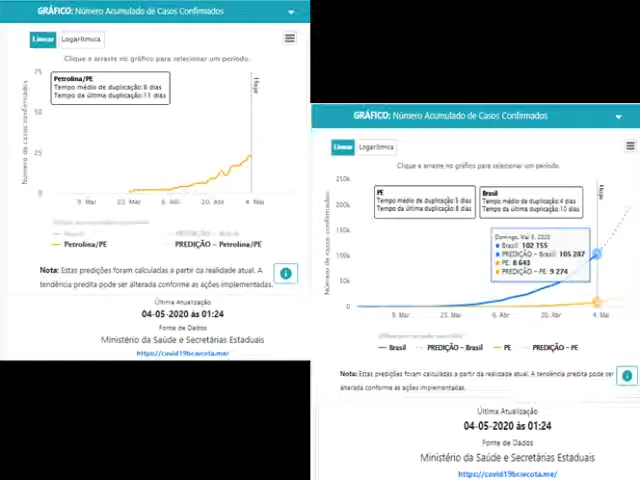 GRÁFICO: Número Acumulado de Casos Confirmados
Linear Logarítmica
Clique e arraste no gráfico para selecionar um período.
Número de casos confirmados
75
50
25
0
Petrolina/PE
Tempo médio de duplicação: 8 dias
Tempo da última duplicação: 11 dias
Hoje
9. Mar 23. Mar 6. Abr 20. Abr 4. Mai
Petrolina/PE PREDIÇÃO – Petrolina/PE
Nota: Estas predições foram calculadas a partir da realidade atual. A
tendência predita pode ser alterada conforme as ações implementadas.
Última Atualização
04-05-2020 às 01:24
Fonte de Dados
Ministério da Saúde e Secretárias Estaduais
https://covid19br.wcota.me/
GRÁFICO: Número Acumulado de Casos Confirmados
Linear Logarítmica
Clique e arraste no gráfico para selecionar um período.
Número de casos confirmados
250k
200k
150k
100k
50k
0
PE
Tempo médio de duplicação: 5 dias
Tempo da última duplicação: 8 dias
Brasil
Tempo médio de duplicação: 4 dias
Tempo da última duplicação: 10 dias
Hoje
Domingo, Mai 3, 2020
Brasil: 102 155
PREDIÇÃO – Brasil: 105 287
PE: 8 643
PREDIÇÃO – PE: 9 274
9. Mar 23. Mar 6. Abr 20. Abr 4. Mai
Brasil PREDIÇÃO – Brasil PE PREDIÇÃO – PE
Nota: Estas predições foram calculadas a partir da realidade atual. A tendência predita pode ser
alterada conforme as ações implementadas.
Última Atualização
04-05-2020 às 01:24
Fonte de Dados
Ministério da Saúde e Secretárias Estaduais
https://covid19br.wcota.me/